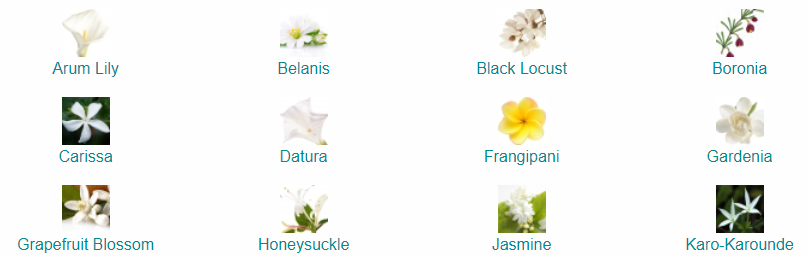 Arum Lily
Belanis
Black Locust
Boronia
Carissa
Datura
Frangipani
Gardenia
Grapefruit Blossom
Honeysuckle
Jasmine
Karo-Karounde